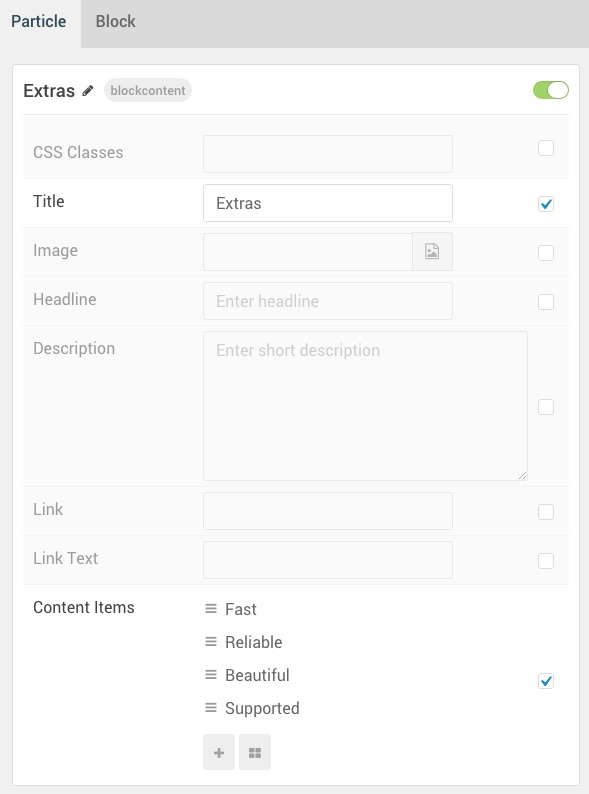 Particle Block
Extras blockcontent
CSS Classes
Title Extras
Image
Headline Enter headline
Description Enter short description
Link
Link Text
Content Items Fast
Reliable
Beautiful
Supported